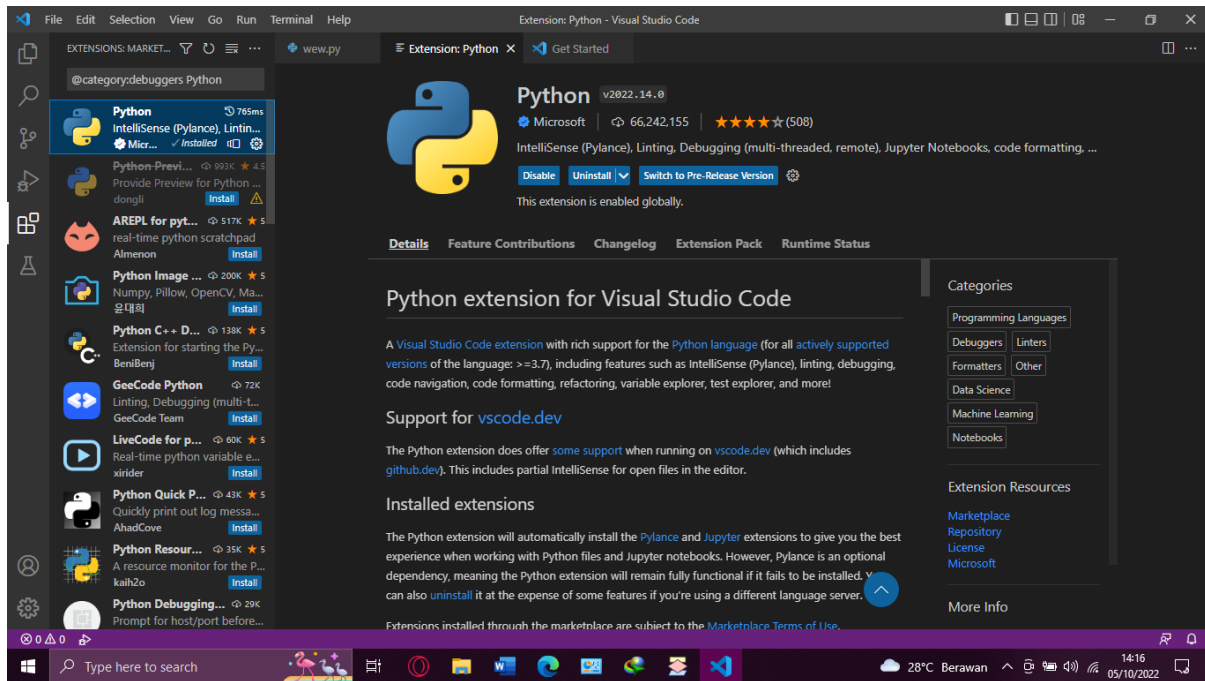 File Edit Selection View Go Run Terminal Help
Extension: Python - Visual Studio Code
EXTENSIONS: MARKET...
wew.py
Extension: Python
Get Started
@category:debuggers Python
Python 765ms
IntelliSense (Pylance), Lintin...
Micr... Installed
Python Previ... 993K 4.5
Provide Preview for Python ...
dongli Install
AREPL for pyt... 517K 5
real-time python scratchpad
Almenon Install
Python Image ... 200K 5
Numpy, Pillow, OpenCV, Ma...
윤대희 Install
Python C++ D... 138K 5
Extension for starting the Py...
BeniBenj Install
GeeCode Python 72K
Linting, Debugging (multi-t...
GeeCode Team Install
LiveCode for p... 60K 5
Real-time python variable e...
xirider Install
Python Quick P... 43K 5
Quickly print out log messa...
AhadCove Install
Python Resour... 35K 5
A resource monitor for the P...
kaih2o Install
Python Debugging... 29K
Prompt for host/port before...
Python v2022.14.0
Microsoft 66,242,155 (508)
IntelliSense (Pylance), Linting, Debugging (multi-threaded, remote), Jupyter Notebooks, code formatting, ...
Disable Uninstall Switch to Pre-Release Version
This extension is enabled globally.
Details Feature Contributions Changelog Extension Pack Runtime Status
Python extension for Visual Studio Code
A Visual Studio Code extension with rich support for the Python language (for all actively supported
versions of the language: >=3.7), including features such as IntelliSense (Pylance), linting, debugging,
code navigation, code formatting, refactoring, variable explorer, test explorer, and more!
Support for vscode.dev
The Python extension does offer some support when running on vscode.dev (which includes
github.dev). This includes partial IntelliSense for open files in the editor.
Installed extensions
The Python extension will automatically install the Pylance and Jupyter extensions to give you the best
experience when working with Python files and Jupyter notebooks. However, Pylance is an optional
dependency, meaning the Python extension will remain fully functional if it fails to be installed.
can also uninstall it at the expense of some features if you're using a different language server.
Extensions installed through the marketplace are subject to the Marketplace Terms of Use.
Categories
Programming Languages
Debuggers Linters
Formatters Other
Data Science
Machine Learning
Notebooks
Extension Resources
Marketplace
Repository
License
Microsoft
More Info
0 0
Type here to search
28°C Berawan
14:16
05/10/2022